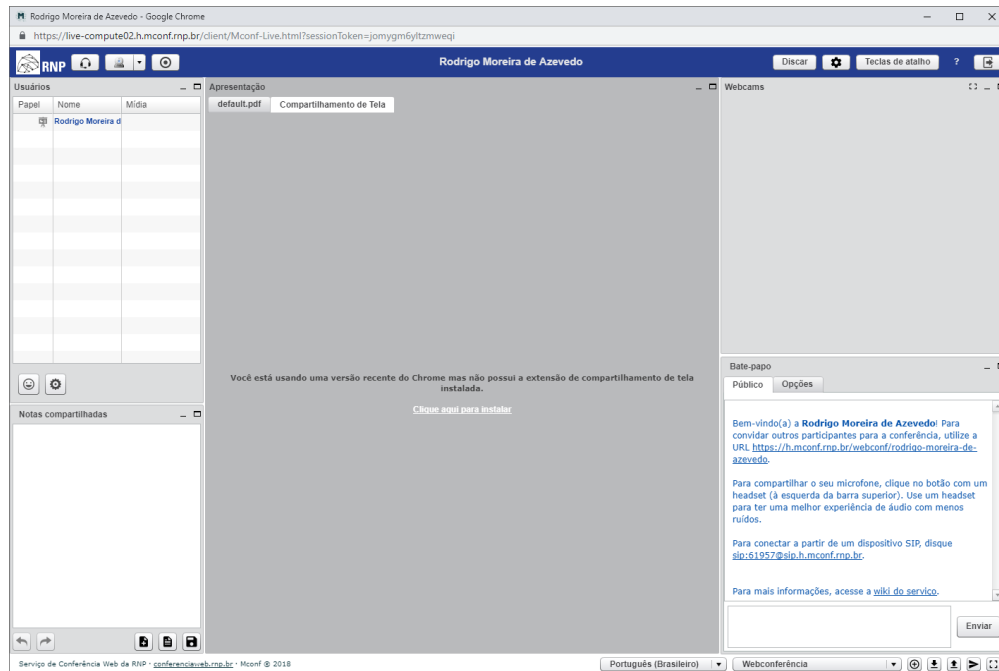 Rodrigo Moreira de Azevedo - Google Chrome
https://live-compute02.h.mconf.rnp.br/client/Mconf-Live.html?sessionToken=jomygm6yltzmweqi
RNP
Rodrigo Moreira de Azevedo
Discar
Teclas de atalho
?
Usuários
Papel Nome Mídia
Rodrigo Moreira d
Notas compartilhadas
Apresentação
default.pdf Compartilhamento de Tela
Você está usando uma versão recente do Chrome mas não possui a extensão de compartilhamento de tela
instalada.
Clique aqui para instalar
Webcams
Bate-papo
Público Opções
Bem-vindo(a) a Rodrigo Moreira de Azevedo! Para
convidar outros participantes para a conferência, utilize a
URL https://h.mconf.rnp.br/webconf/rodrigo-moreira-de-
azevedo.
Para compartilhar o seu microfone, clique no botão com um
headset (à esquerda da barra superior). Use um headset
para ter uma melhor experiência de áudio com menos
ruídos.
Para conectar a partir de um dispositivo SIP, disque
sip:61957@sip.h.mconf.rnp.br.
Para mais informações, acesse a wiki do serviço.
Enviar
Serviço de Conferência Web da RNP · conferenciaweb.rnp.br · Mconf @ 2018
Português (Brasileiro)
Webconferência